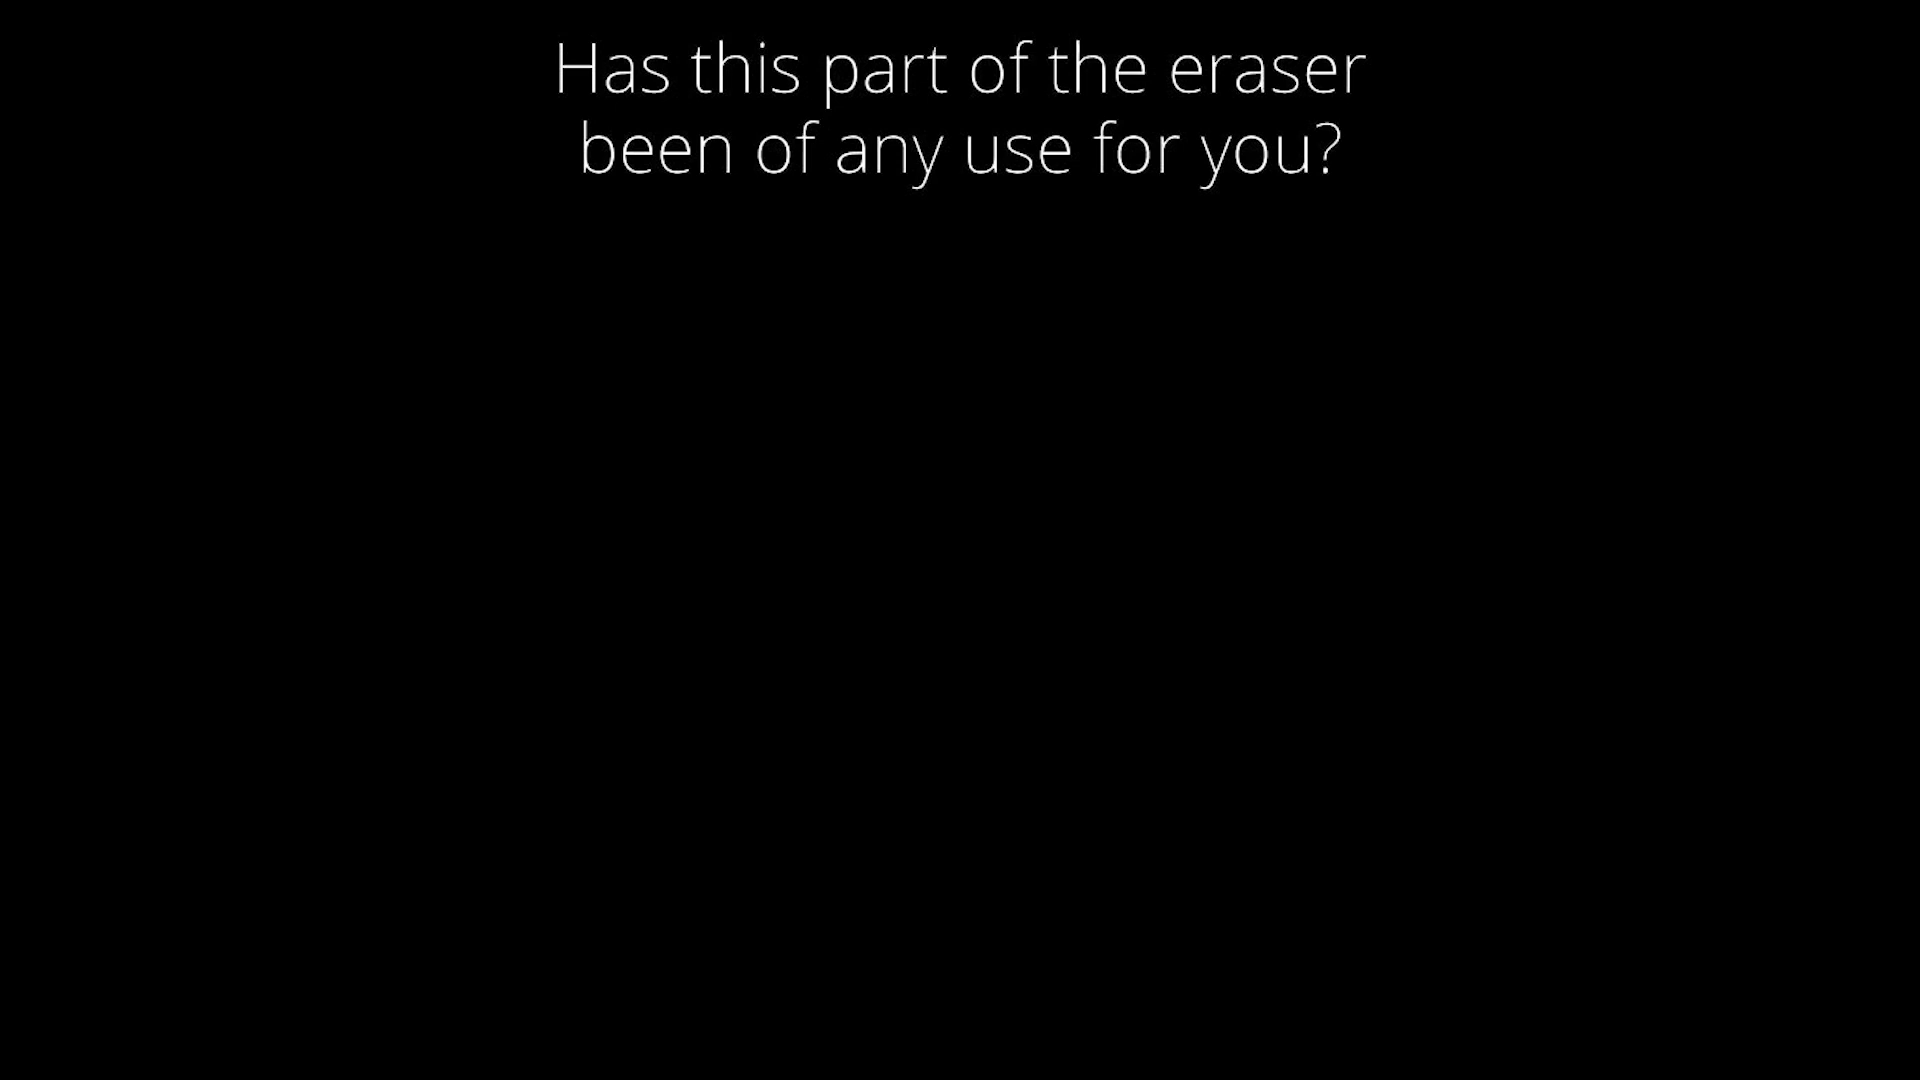 Has this part of the eraser
been of any use for you?